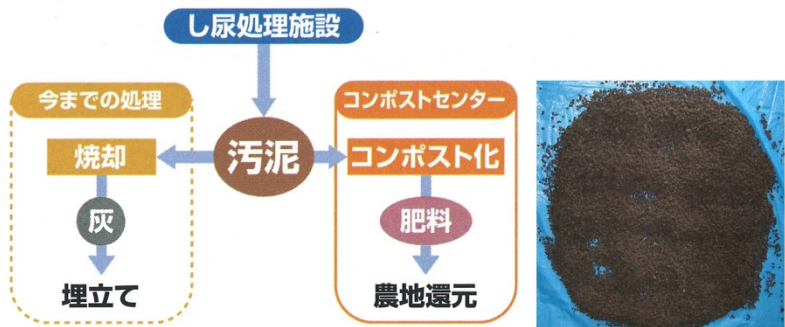 し尿処理施設
今までの処理
コンポストセンター
焼却
汚泥
コンポスト化
灰
肥料
埋立て
農地還元